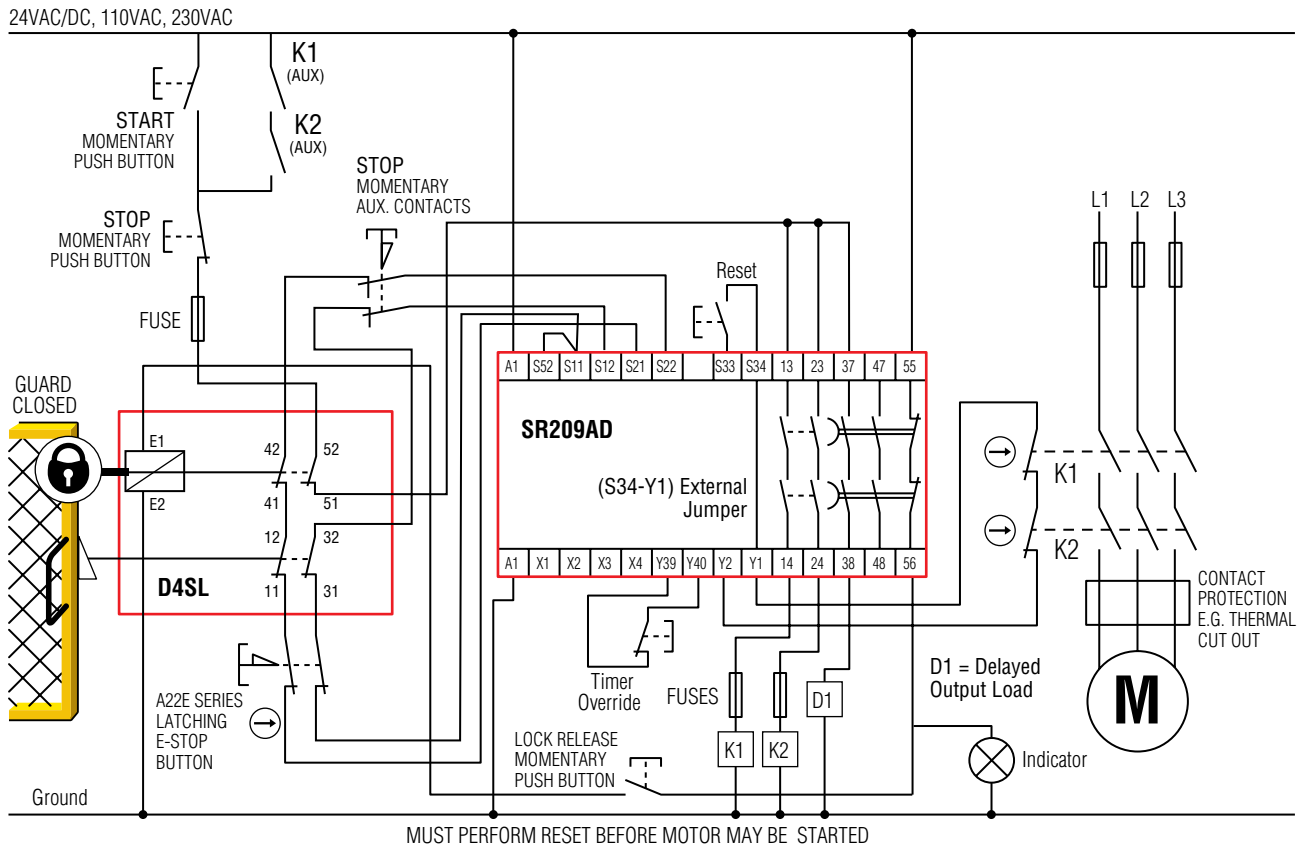 24VAC/DC, 110VAC, 230VAC
K1
(AUX)
START
MOMENTARY
PUSH BUTTON
K2
(AUX)
STOP
MOMENTARY
AUX. CONTACTS
STOP
MOMENTARY
PUSH BUTTON
FUSE
Reset
L1 L2 L3
GUARD
CLOSED
A1 S52 S11 S12 S21 S22 S33 S34 13 23 37 47 55
SR209AD
(S34-Y1) External
Jumper
E1
E2
42 52
41 51
12 32
11 31
D4SL
K1
K2
A1 X1 X2 X3 X4 Y39 Y40 Y2 Y1 14 24 38 48 56
CONTACT
PROTECTION
E.G. THERMAL
CUT OUT
A22E SERIES
LATCHING
E-STOP
BUTTON
Timer
Override
FUSES
D1
D1 = Delayed
Output Load
M
LOCK RELEASE
MOMENTARY
PUSH BUTTON
K1
K2
Indicator
Ground
MUST PERFORM RESET BEFORE MOTOR MAY BE STARTED